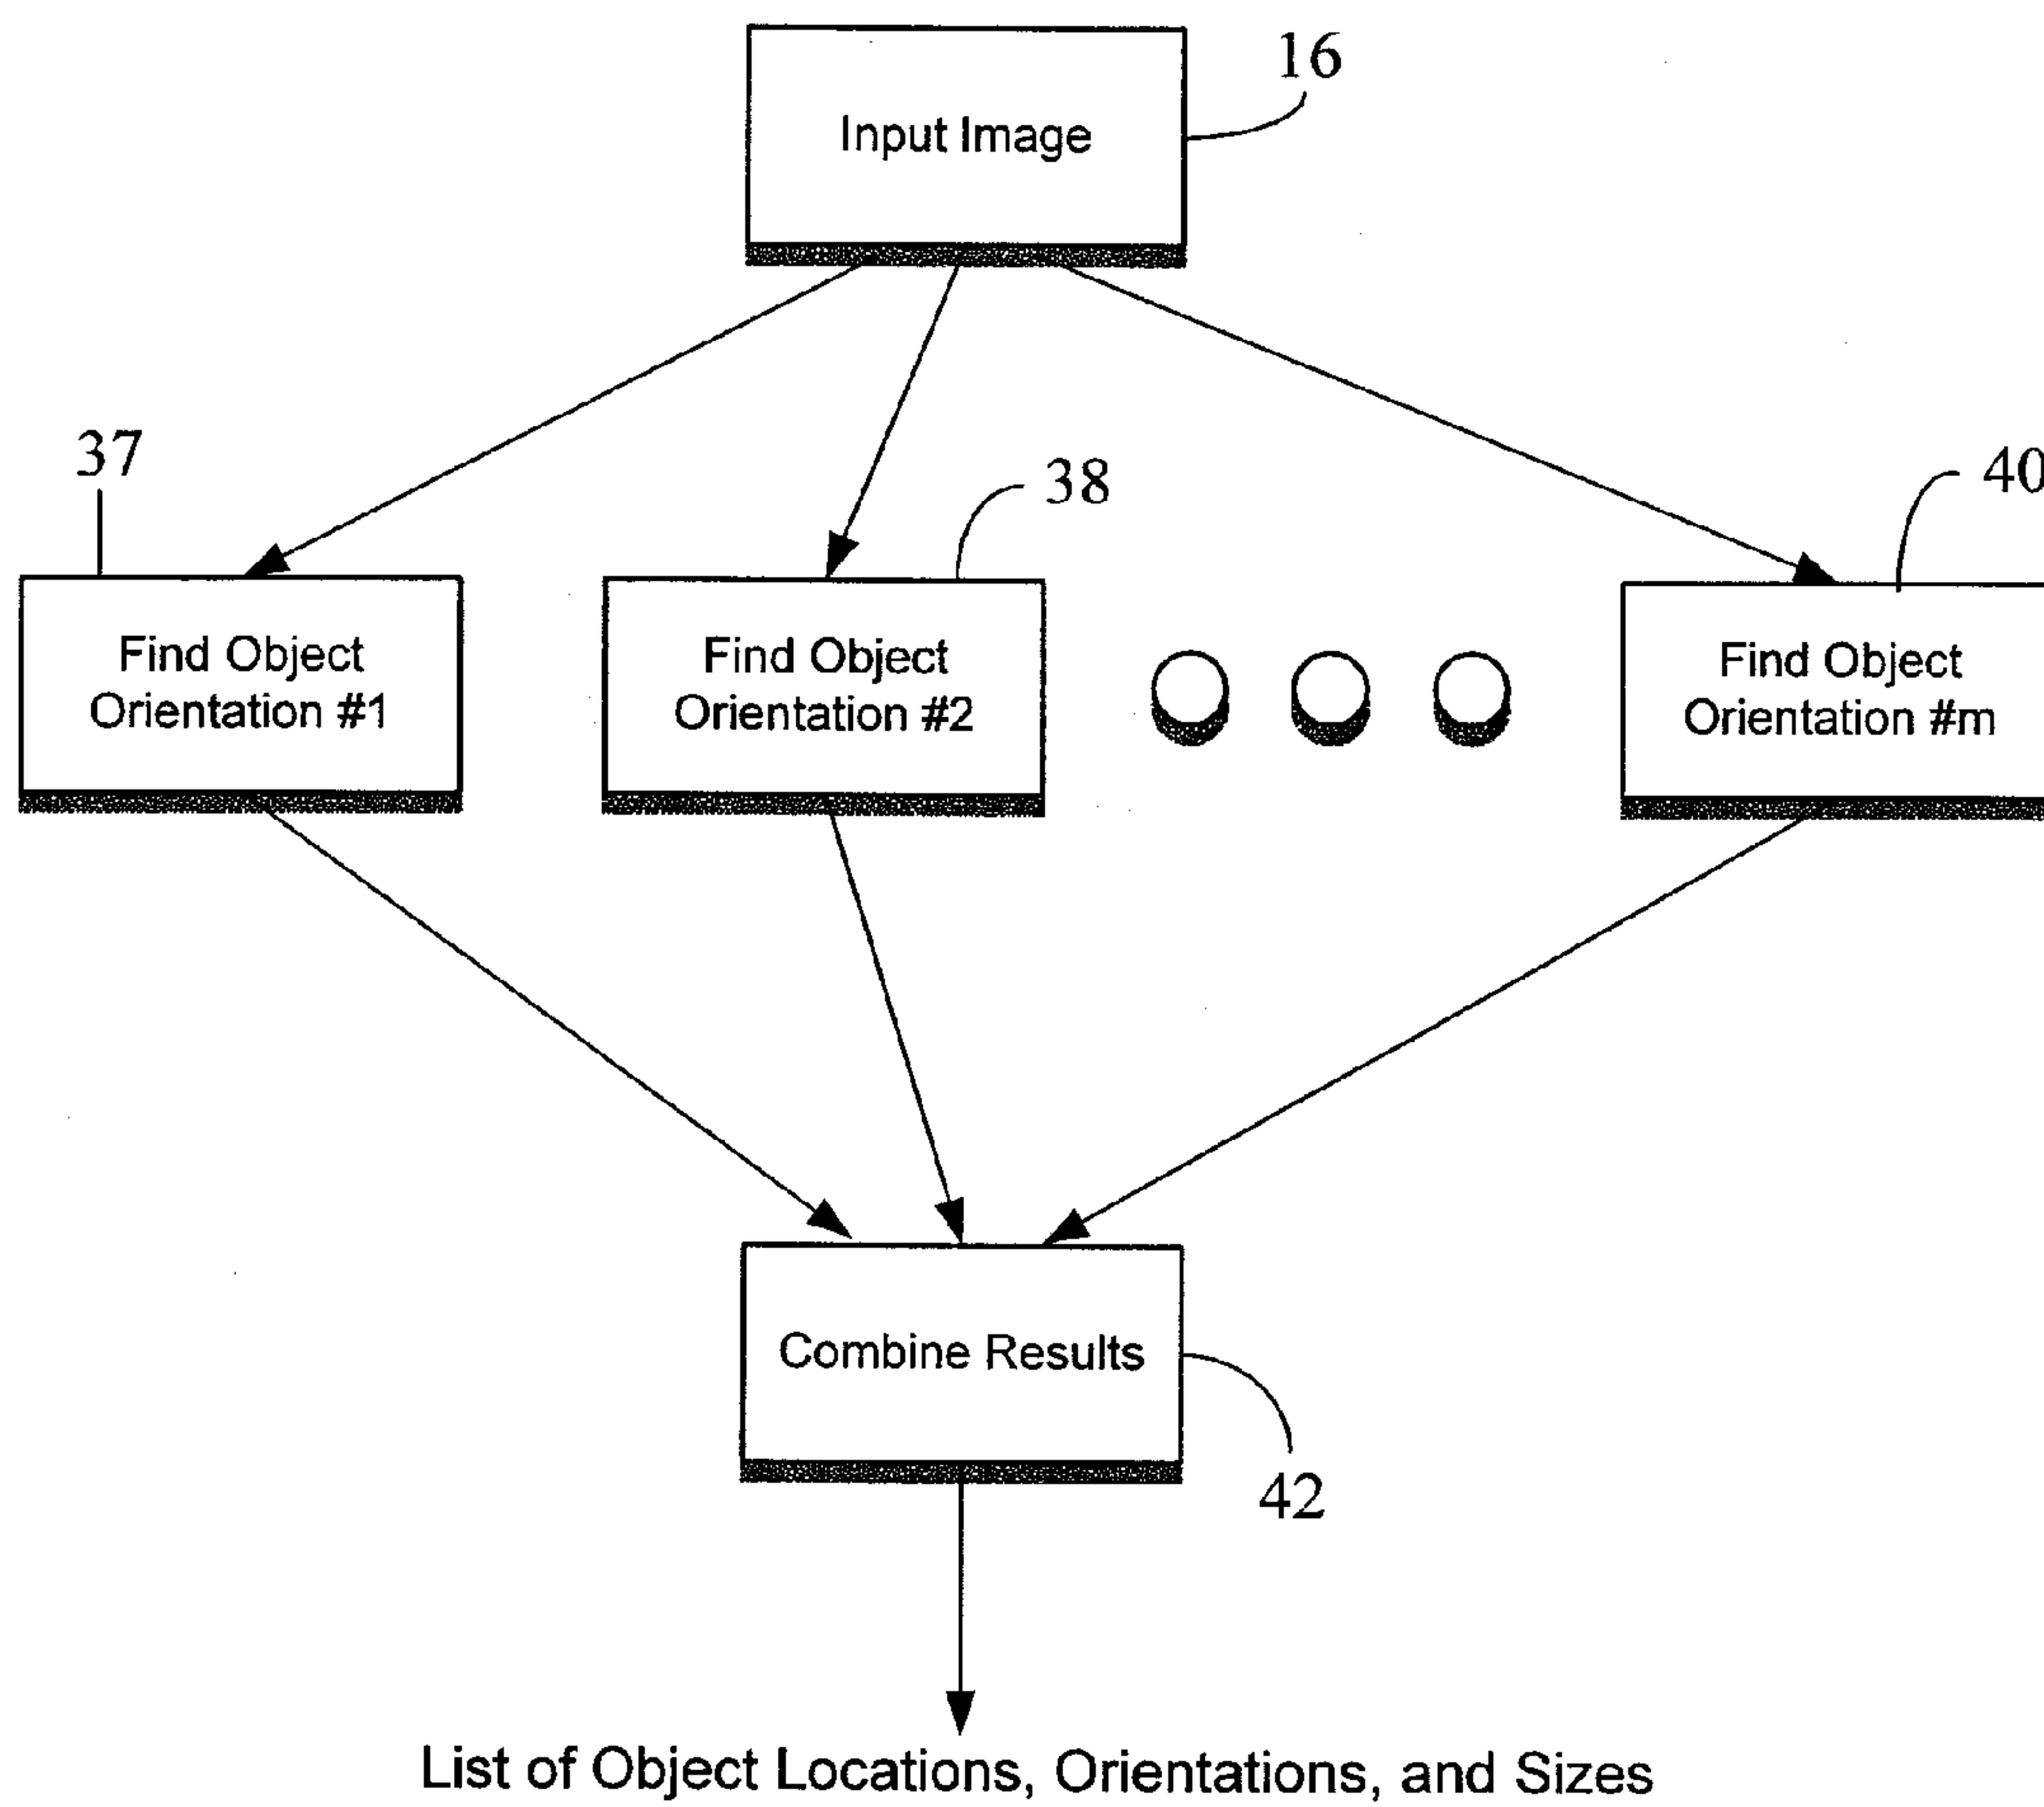 16
Input Image
37
38
40
Find Object
Orientation #1
Find Object
Orientation #2
Find Object
Orientation #m
Combine Results
42
List of Object Locations, Orientations, and Sizes